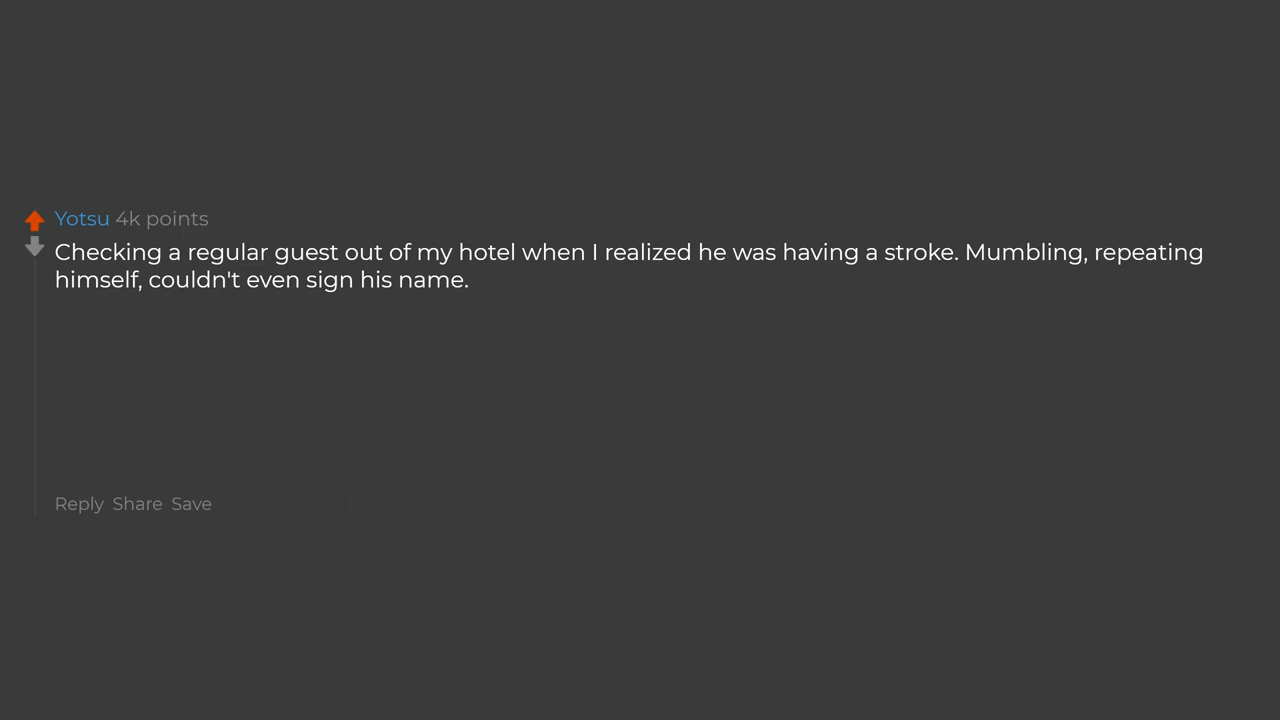 Yotsu 4k points
Checking a regular guest out of my hotel when I realized he was having a stroke. Mumbling, repeating
himself, couldn't even sign his name.
Reply Share Save